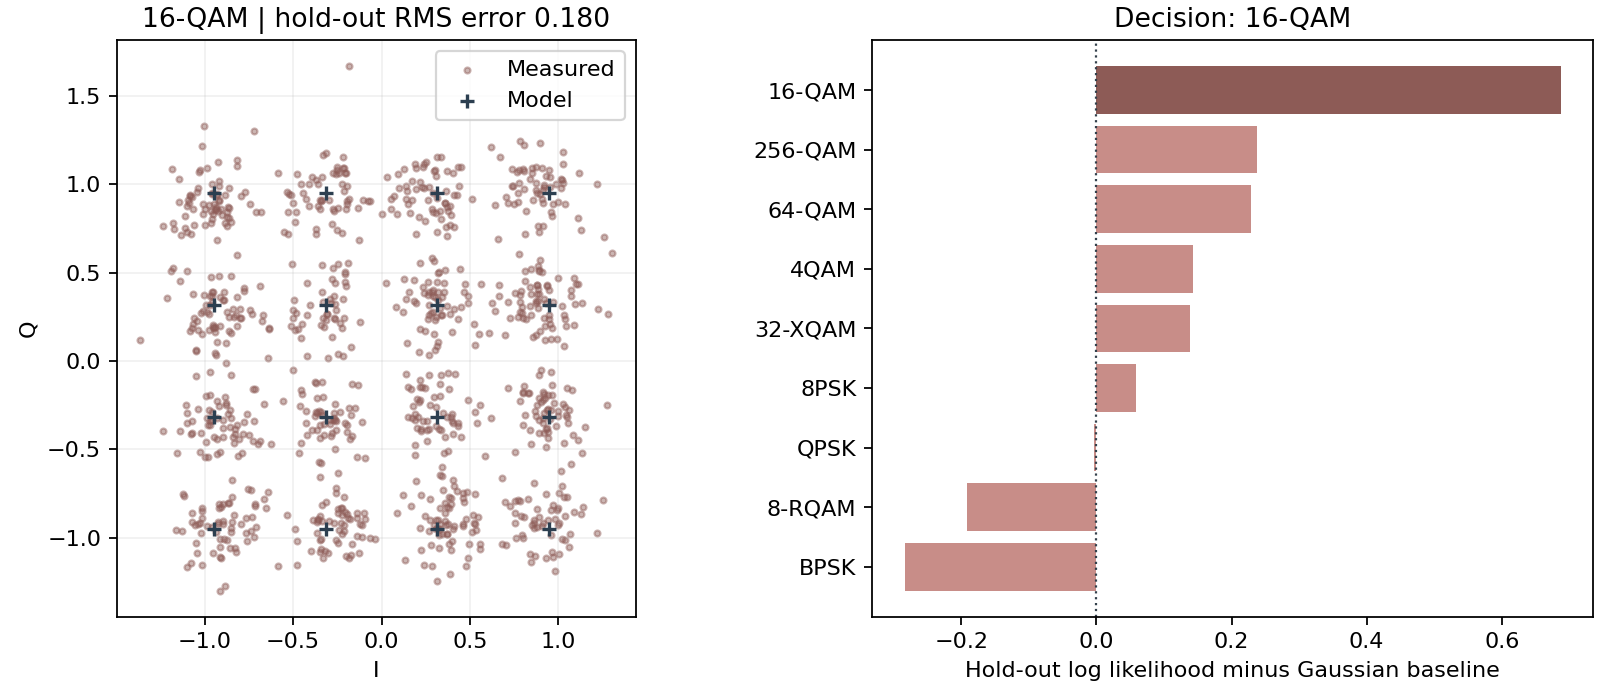 16-QAM | hold-out RMS error 0.180
Measured
Model
1.5
1.0
0.5
0.0
−0.5
−1.0
Q
−1.0 −0.5 0.0 0.5 1.0
I
Decision: 16-QAM
16-QAM
256-QAM
64-QAM
4QAM
32-XQAM
8PSK
QPSK
8-RQAM
BPSK
−0.2 0.0 0.2 0.4 0.6
Hold-out log likelihood minus Gaussian baseline